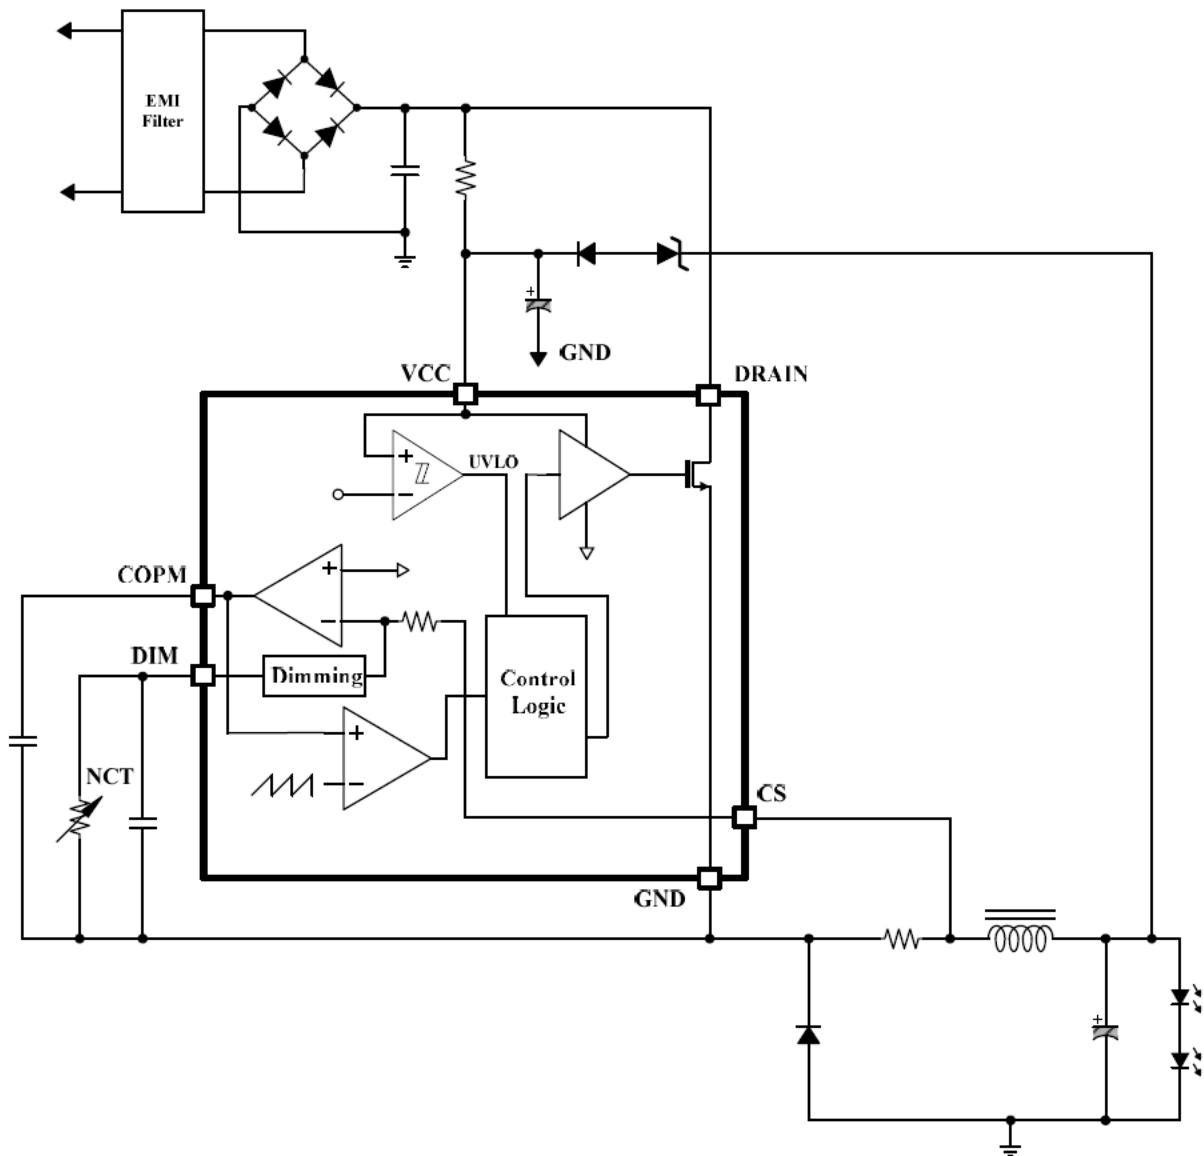 EMI
Filter
GND
VCC
DRAIN
+
UVLO
−
COPM
+
−
DIM
Dimming
Control
Logic
+
−
NCT
CS
GND
+
+